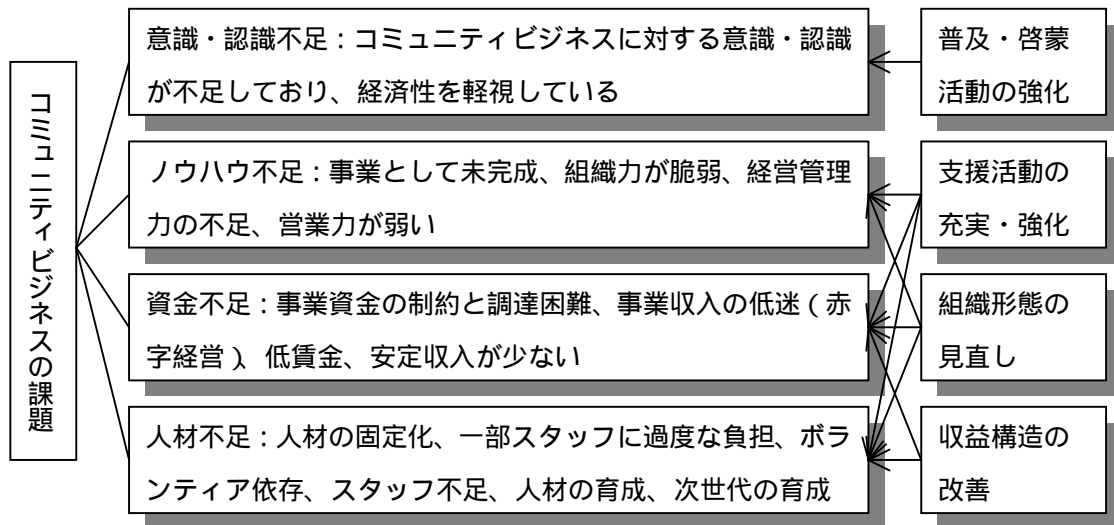 コミュニティビジネスの課題
意識・認識不足：コミュニティビジネスに対する意識・認識
が不足しており、経済性を軽視している
普及・啓蒙
活動の強化
ノウハウ不足：事業として未完成、組織力が脆弱、経営管理
力の不足、営業力が弱い
支援活動の
充実・強化
資金不足：事業資金の制約と調達困難、事業収入の低迷（赤
字経営）、低賃金、安定収入が少ない
組織形態の
見直し
人材不足：人材の固定化、一部スタッフに過度な負担、ボラ
ンティア依存、スタッフ不足、人材の育成、次世代の育成
収益構造の
改善